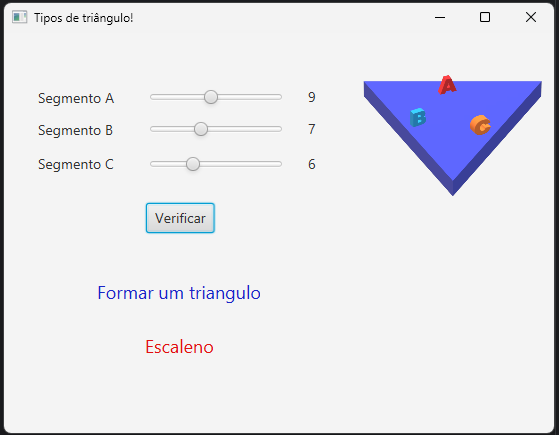 Tipos de triângulo!
Segmento A 9
A
Segmento B 7
B
C
Segmento C 6
Verificar
Formar um triangulo
Escaleno